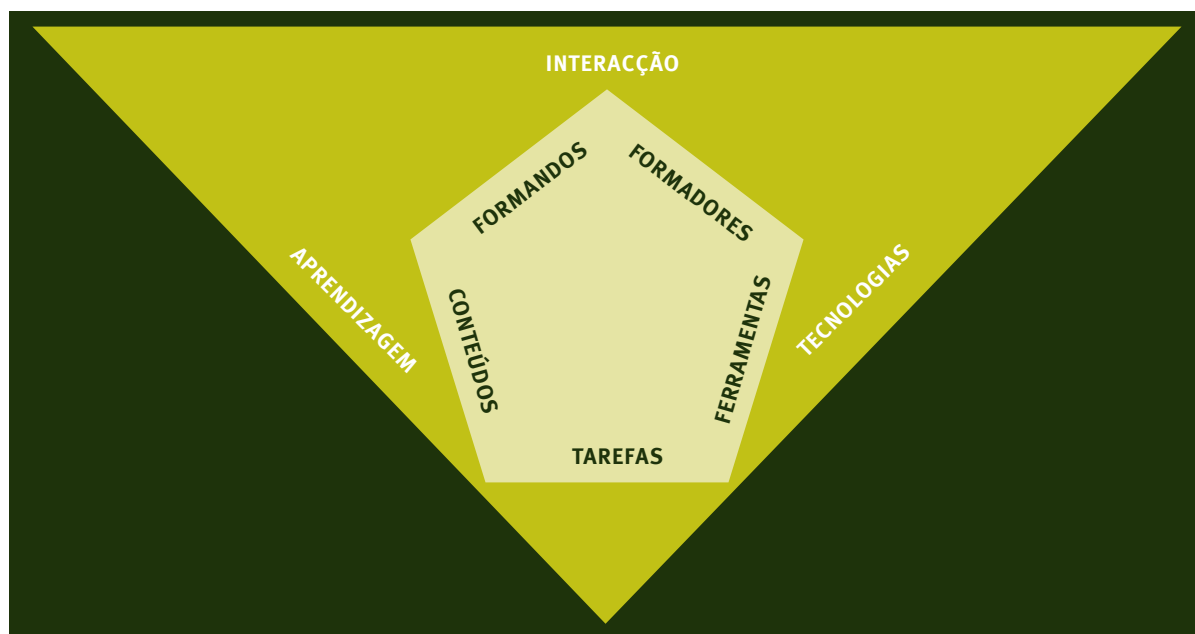 INTERACÇÃO
FORMANDOS
FORMADORES
APRENDIZAGEM
TECNOLOGIAS
CONTEÚDOS
FERRAMENTAS
TAREFAS